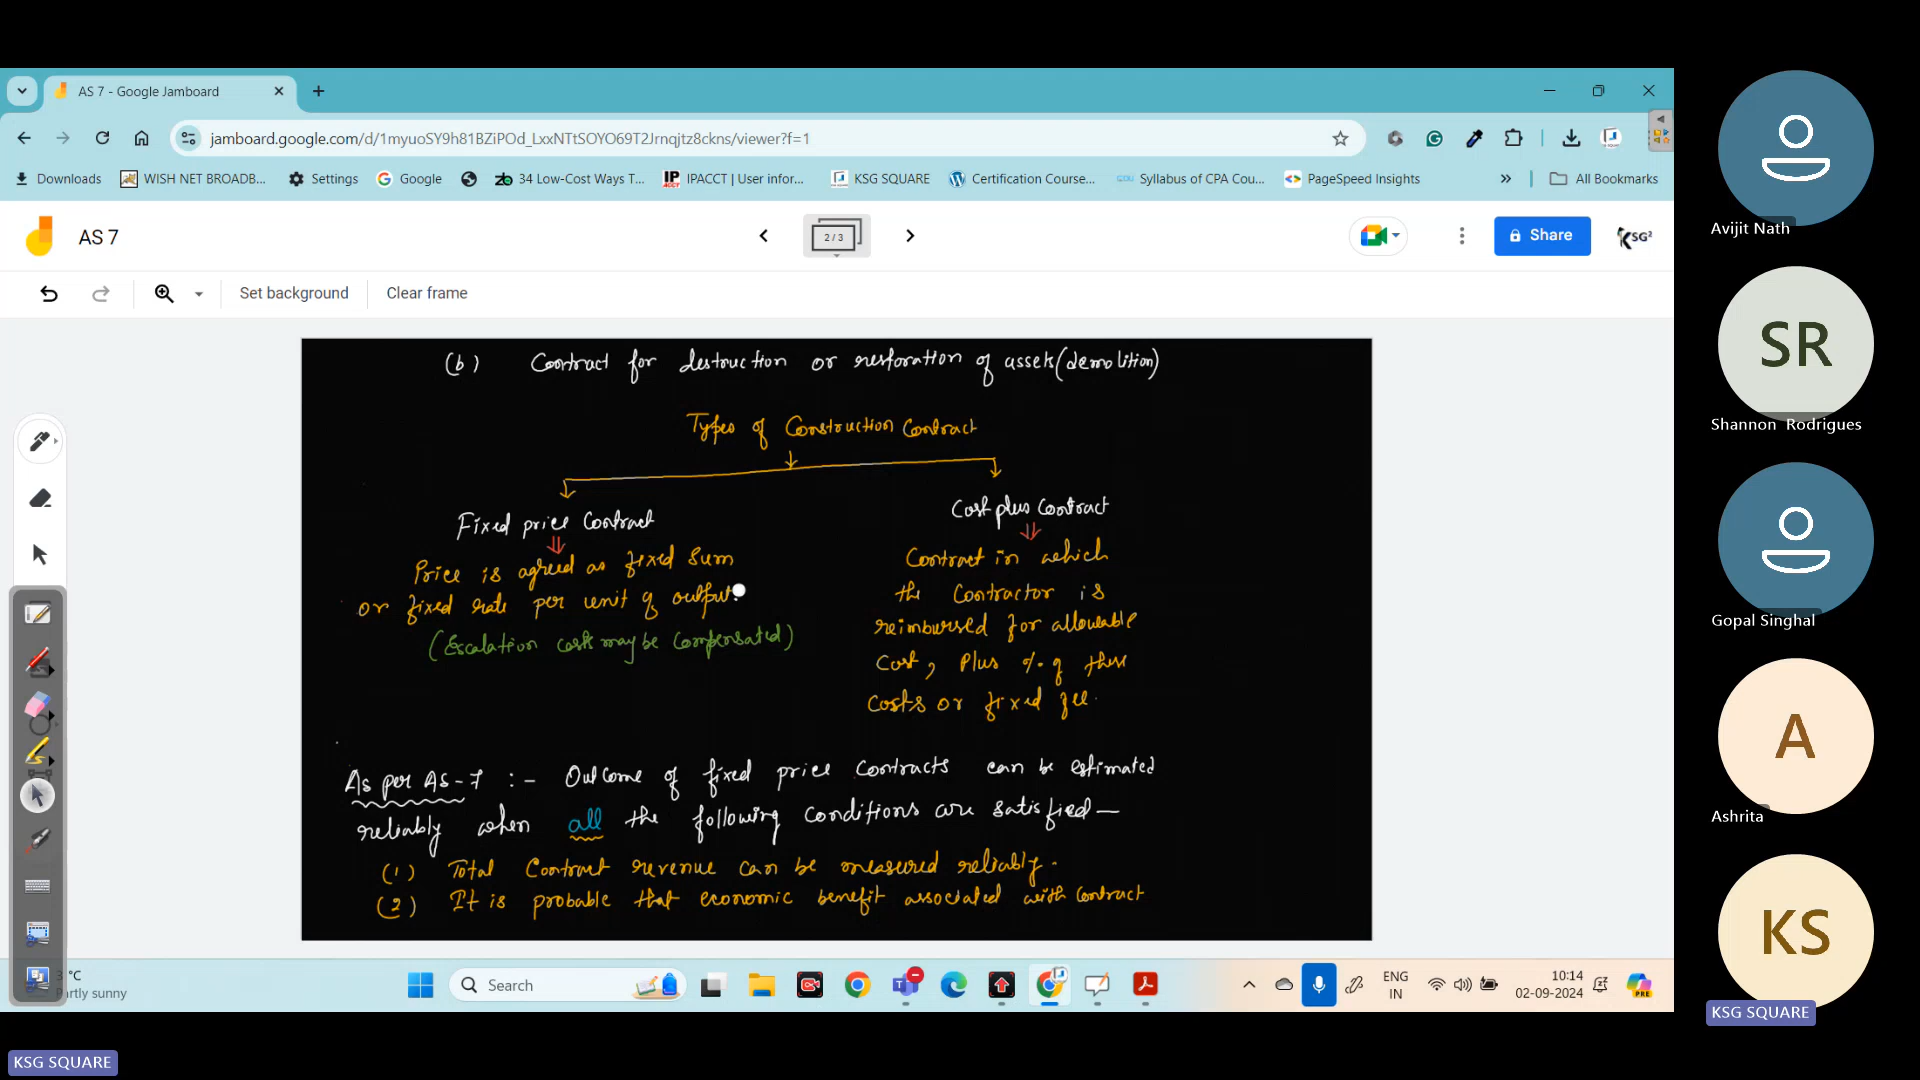 AS 7 - Google Jamboard
jamboard.google.com/d/1myuoSY9h81BZiPOd_LxxNTtSOYO69T2Jrnqjtz8ckns/viewer?f=1
Downloads
WISH NET BROADB...
Settings
Google
34 Low-Cost Ways T...
IPACCT | User infor...
KSG SQUARE
Certification Course...
Syllabus of CPA Cou...
PageSpeed Insights
»
All Bookmarks
AS 7
2 / 3
Share
KSG²
Set background
Clear frame
(b) Contract for destruction or restoration of assets (demolition)
Types of Construction Contract
Fixed price Contract
Price is agreed as fixed sum
or fixed rate per unit of output.
(Escalation costs may be compensated)
Cost plus Contract
Contract in which
the Contractor is
reimbursed for allowable
Cost, Plus %. of these
Costs or fixed fee.
As per AS-7 :- Outcome of fixed price contracts can be estimated
reliably when all the following conditions are satisfied—
(1) Total Contract revenue can be measured reliably.
(2) It is probable that economic benefit associated with contract
°C
rtly sunny
Search
ENG
IN
10:14
02-09-2024
Avijit Nath
SR
Shannon Rodrigues
Gopal Singhal
A
Ashrita
KS
KSG SQUARE
KSG SQUARE